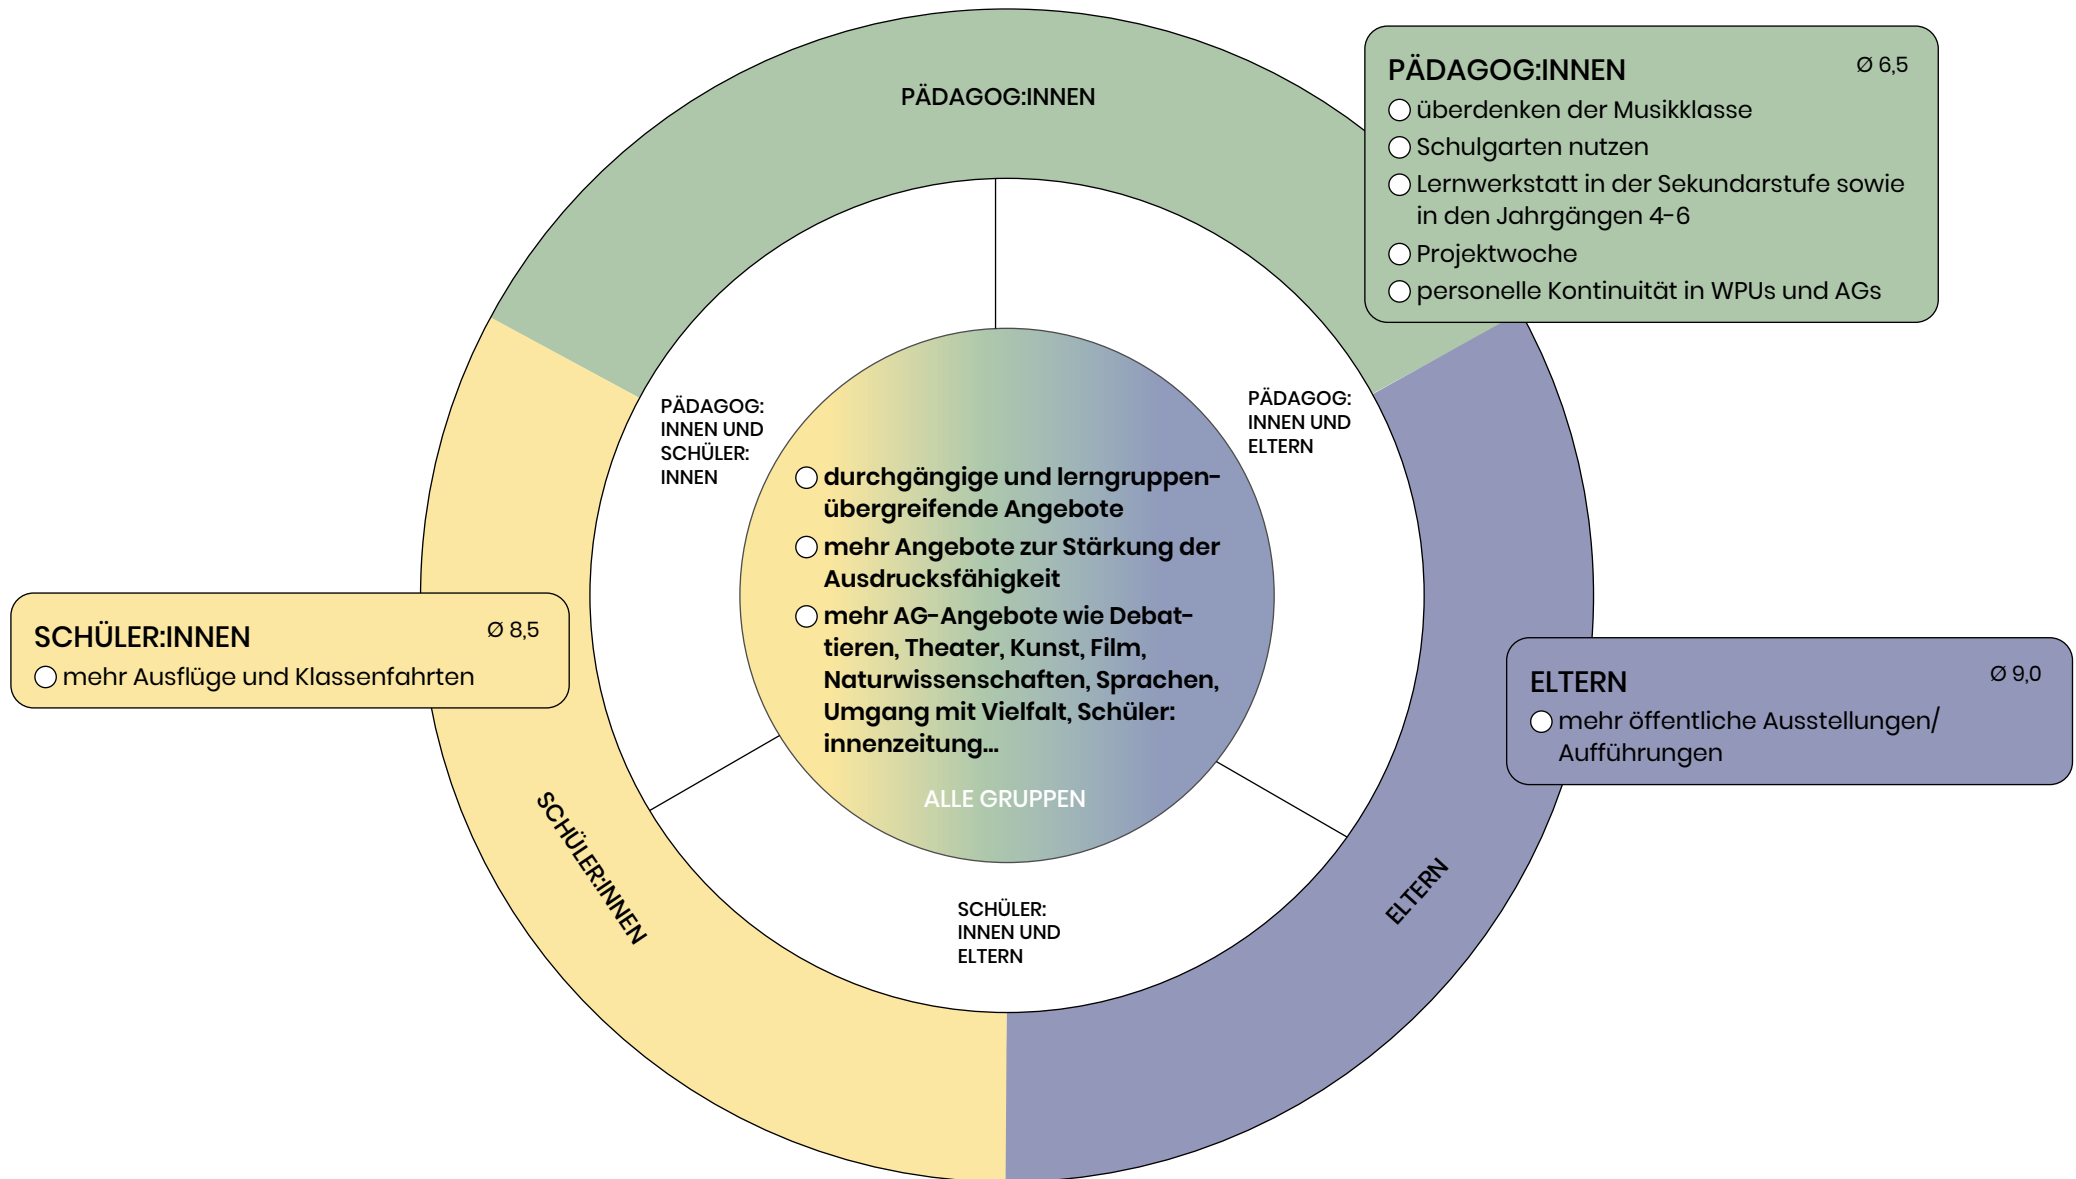 PÄDAGOG:INNEN
PÄDAGOG:INNEN Ø 6,5
überdenken der Musikklasse
Schulgarten nutzen
Lernwerkstatt in der Sekundarstufe sowie
in den Jahrgängen 4-6
Projektwoche
personelle Kontinuität in WPUs und AGs
PÄDAGOG:
INNEN UND
SCHÜLER:
INNEN
PÄDAGOG:
INNEN UND
ELTERN
durchgängige und lerngruppen-
übergreifende Angebote
mehr Angebote zur Stärkung der
Ausdrucksfähigkeit
mehr AG-Angebote wie Debat-
tieren, Theater, Kunst, Film,
Naturwissenschaften, Sprachen,
Umgang mit Vielfalt, Schüler:
innenzeitung...
ALLE GRUPPEN
SCHÜLER:INNEN Ø 8,5
mehr Ausflüge und Klassenfahrten
ELTERN Ø 9,0
mehr öffentliche Ausstellungen/
Aufführungen
SCHÜLER:INNEN
ELTERN
SCHÜLER:
INNEN UND
ELTERN